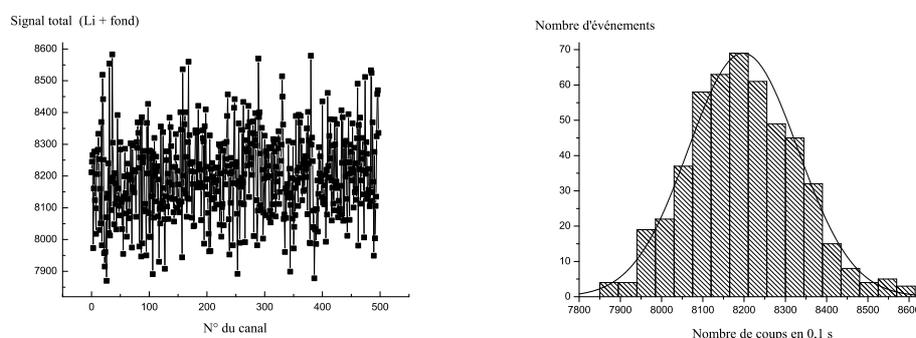 Signal total (Li + fond)
8600
8500
8400
8300
8200
8100
8000
7900
0 100 200 300 400 500
N° du canal
Nombre d'événements
70
60
50
40
30
20
10
0
7800 7900 8000 8100 8200 8300 8400 8500 8600
Nombre de coups en 0,1 s